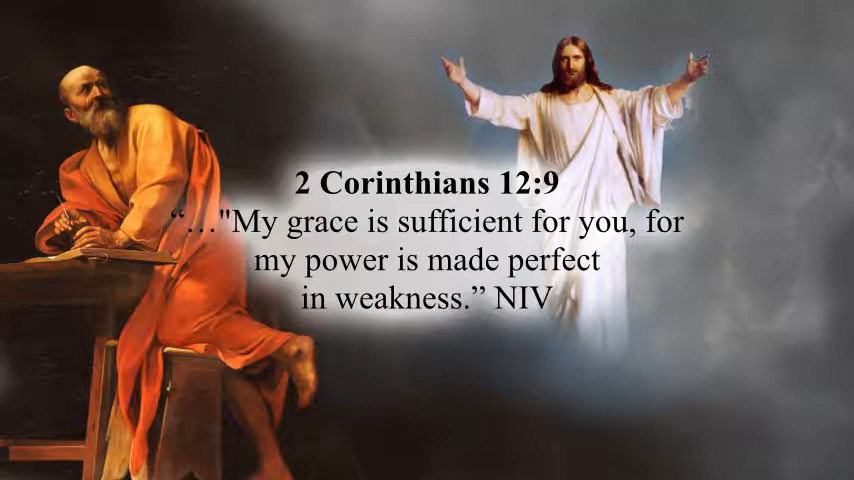 2 Corinthians 12:9
“…"My grace is sufficient for you, for
my power is made perfect
in weakness.” NIV